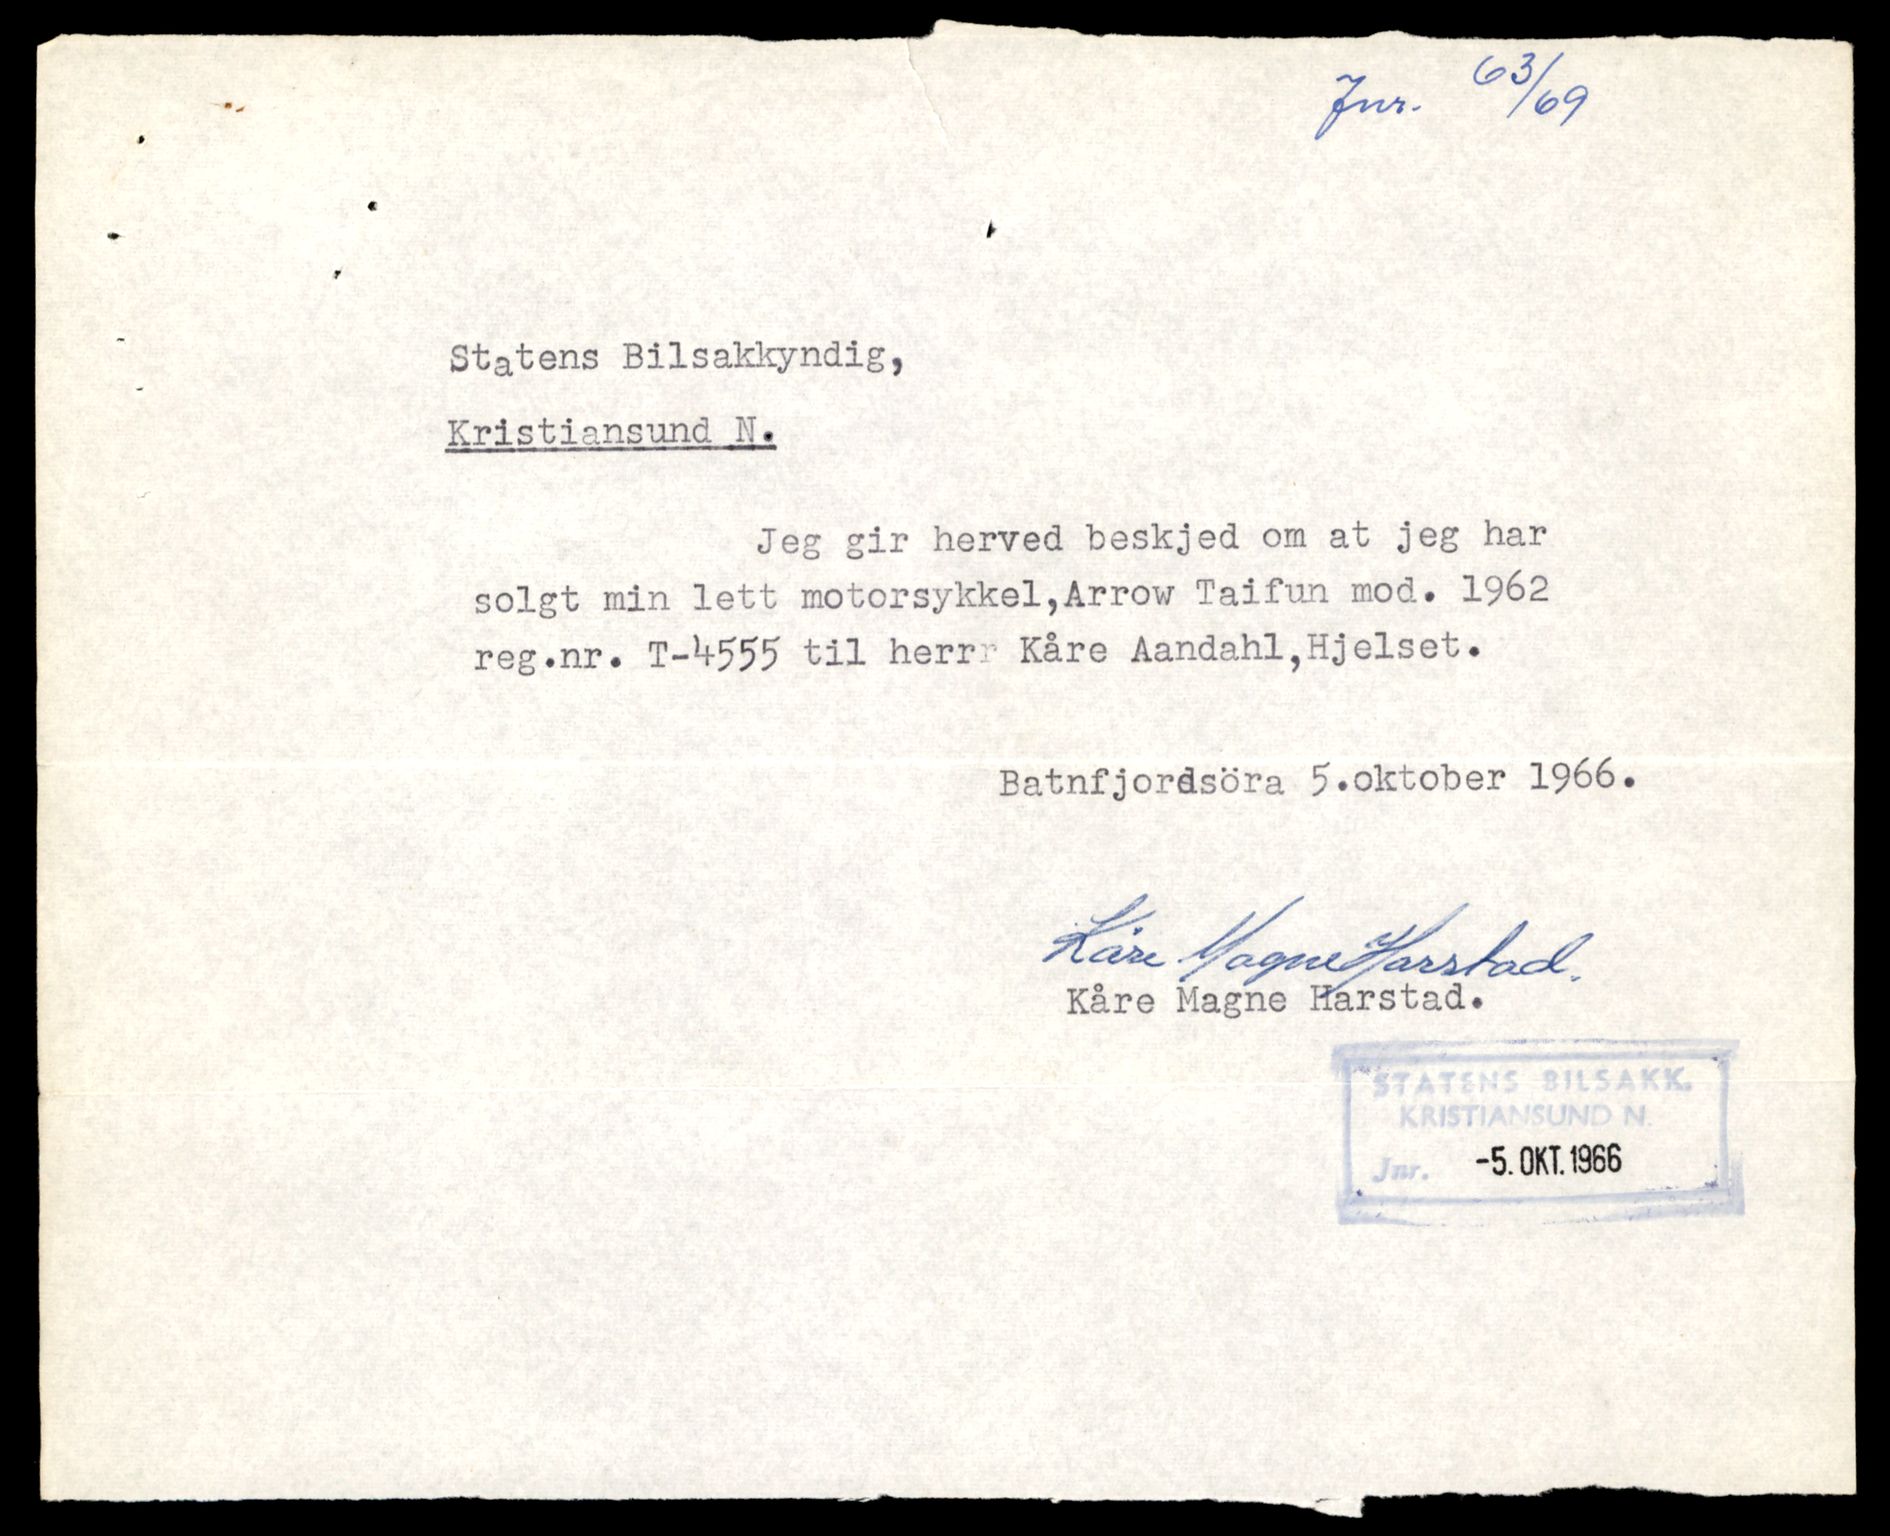 Jnr. 63/69
Statens Bilsakkyndig,
Kristiansund N.
Jeg gir herved beskjed om at jeg har
solgt min lett motorsykkel,Arrow Taifun mod. 1962
reg.nr. T-4555 til herrr Kåre Aandahl,Hjelset.
Batnfjordsöra 5.oktober 1966.
Kåre Magne Harstad.
Kåre Magne Harstad.
STATENS BILSAKK.
KRISTIANSUND N.
Jnr. -5. OKT. 1966